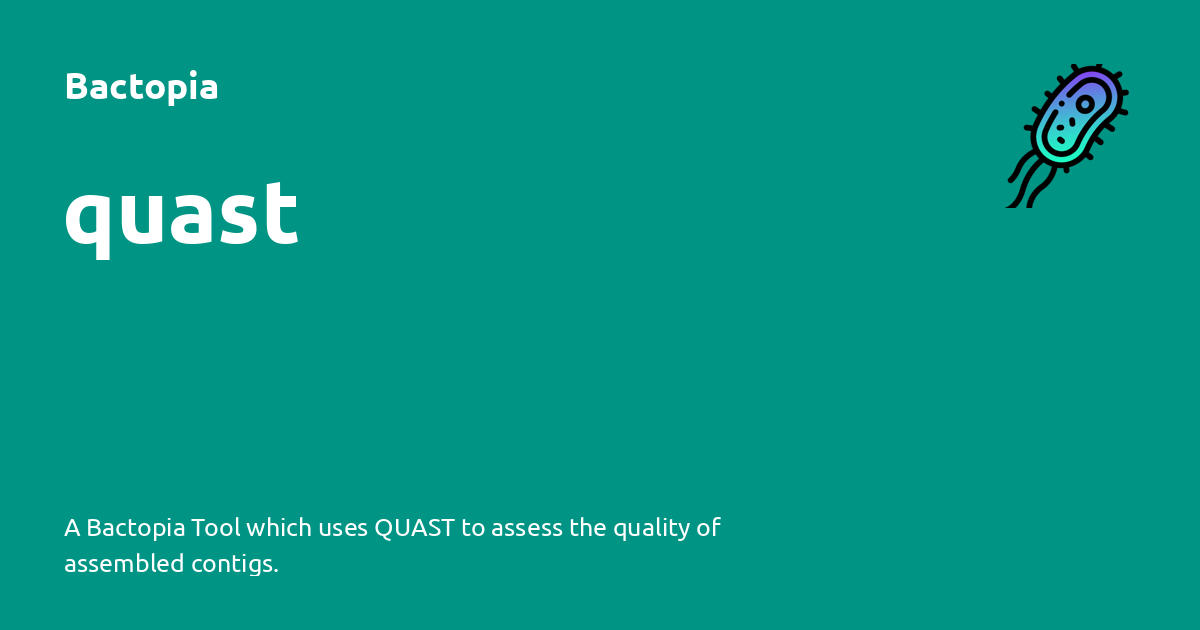 Bactopia
quast
A Bactopia Tool which uses QUAST to assess the quality of
assembled contigs.